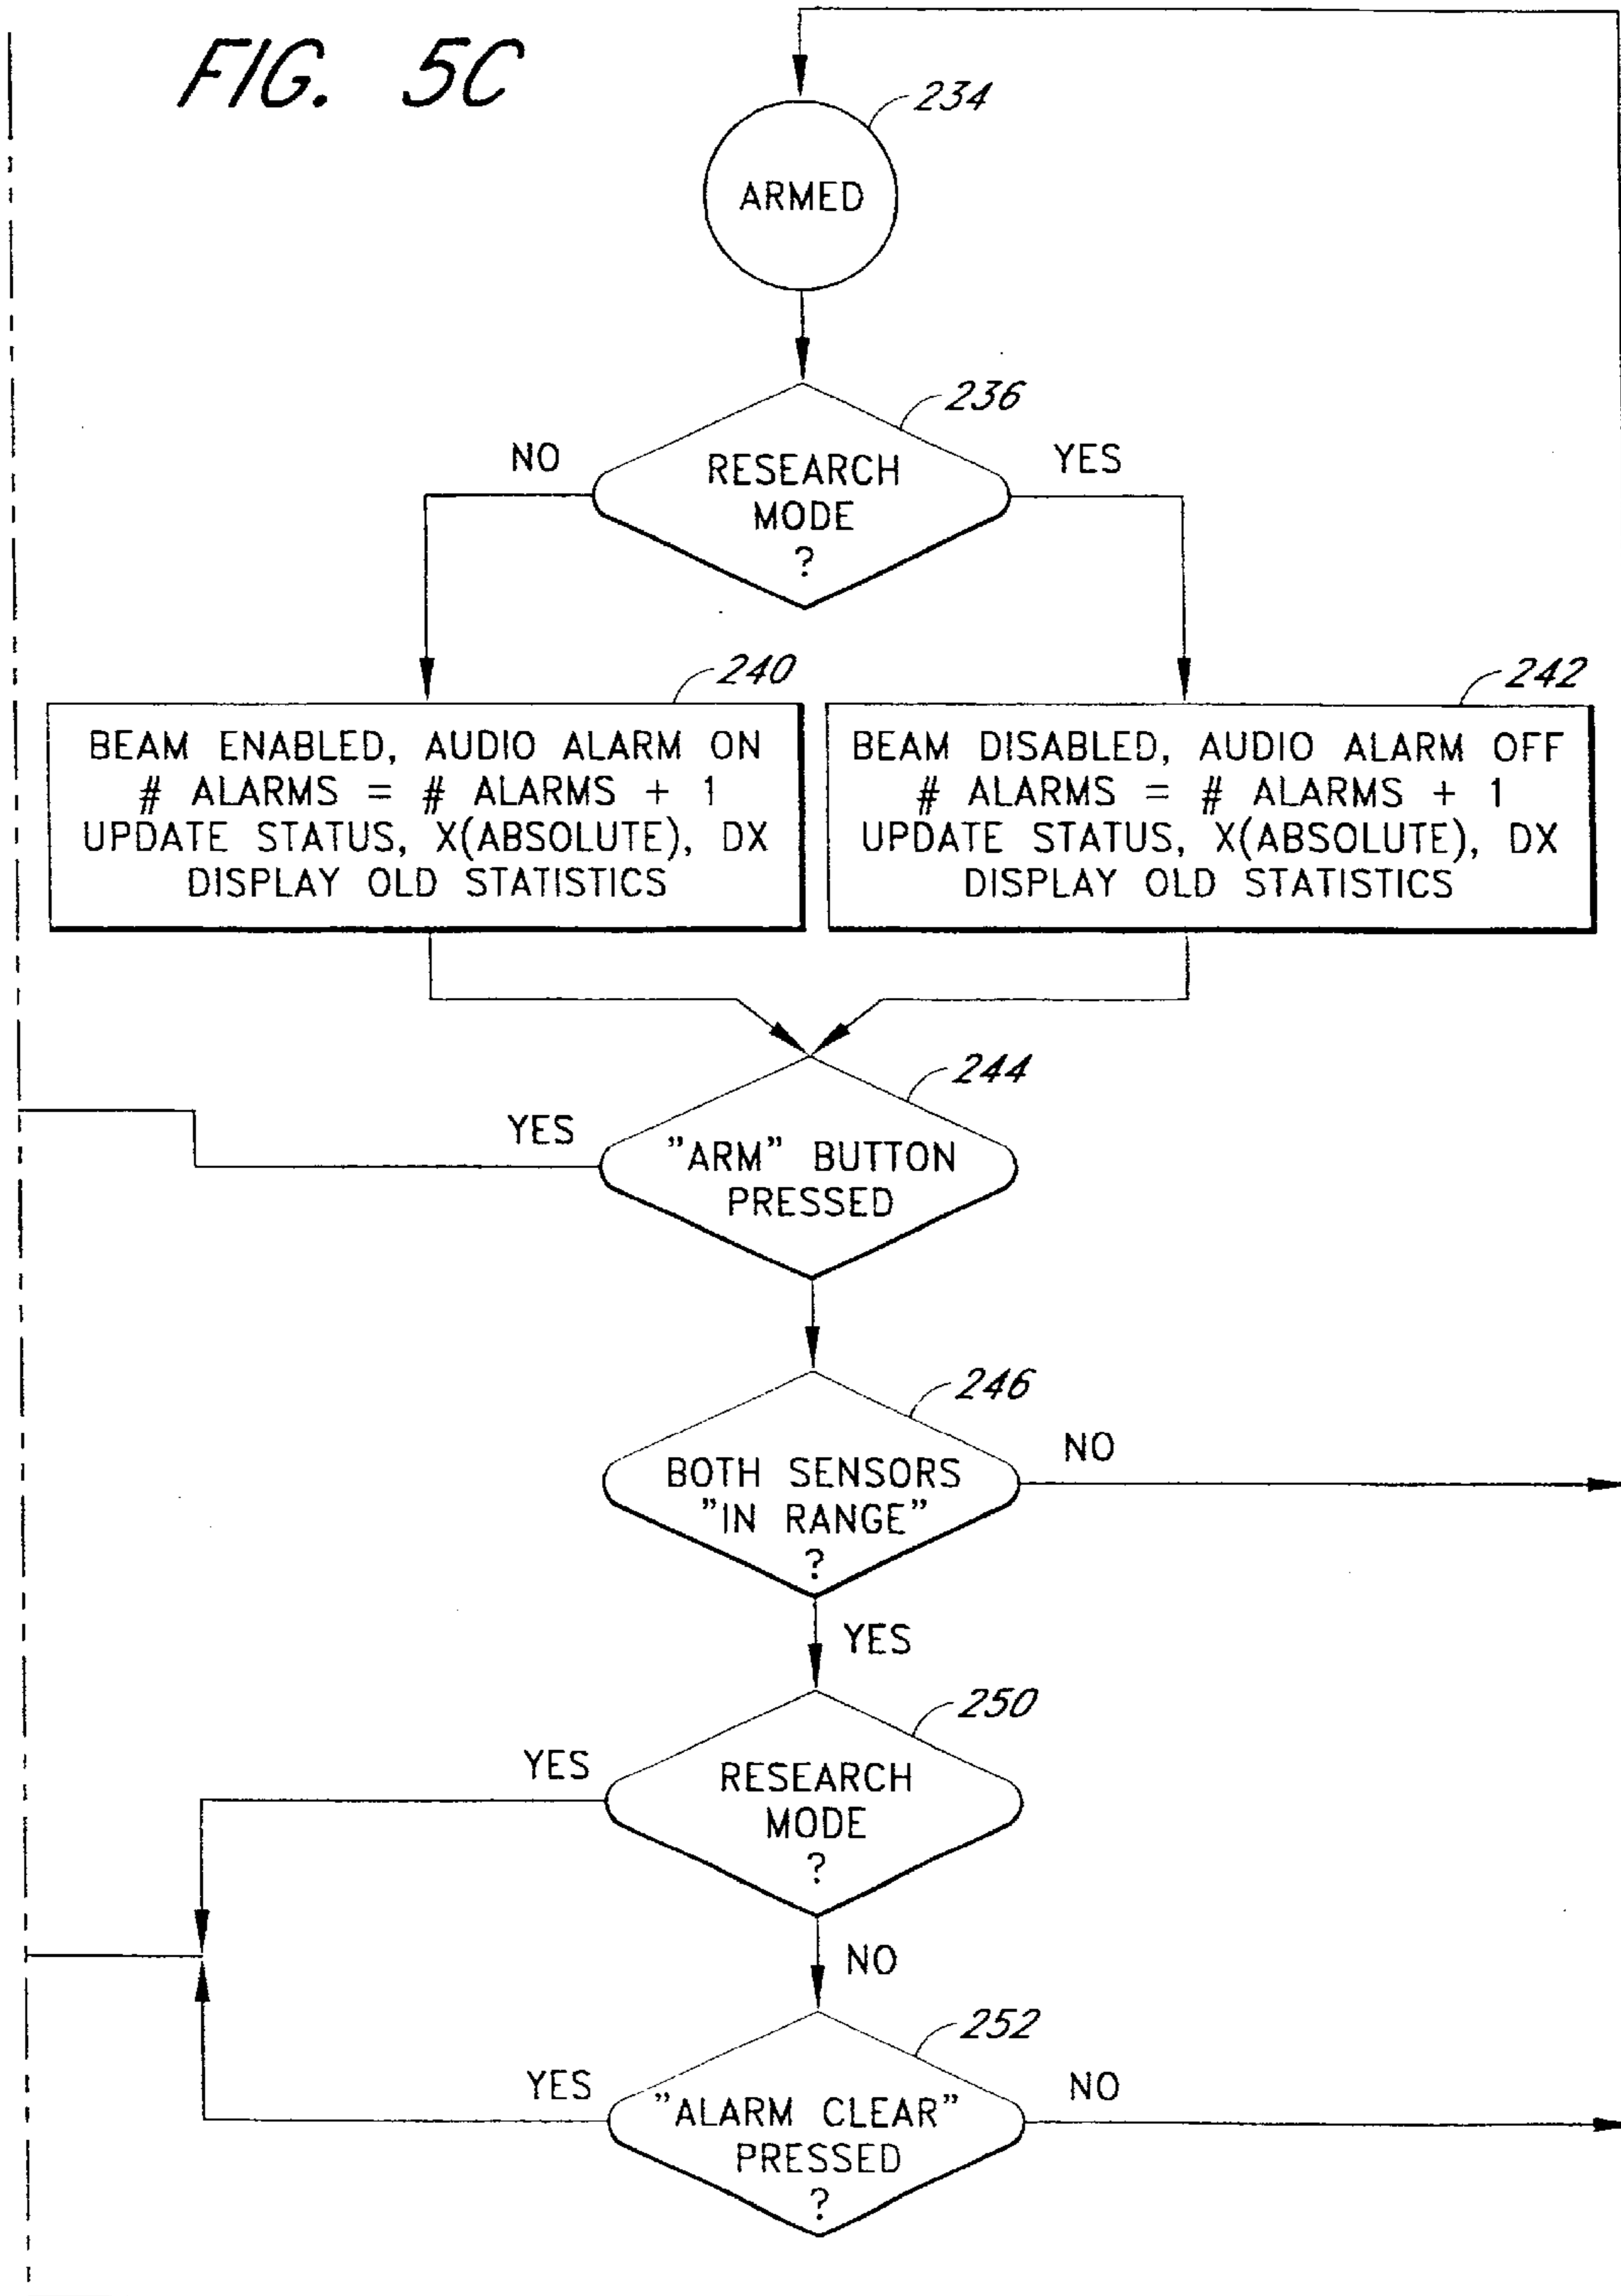 FIG. 5C
234
ARMED
236
NO
YES
RESEARCH
MODE
?
240
242
BEAM ENABLED, AUDIO ALARM ON
# ALARMS = # ALARMS + 1
UPDATE STATUS, X(ABSOLUTE), DX
DISPLAY OLD STATISTICS
BEAM DISABLED, AUDIO ALARM OFF
# ALARMS = # ALARMS + 1
UPDATE STATUS, X(ABSOLUTE), DX
DISPLAY OLD STATISTICS
244
YES
"ARM" BUTTON
PRESSED
246
NO
BOTH SENSORS
"IN RANGE"
?
YES
250
YES
RESEARCH
MODE
?
NO
252
YES
NO
"ALARM CLEAR"
PRESSED
?